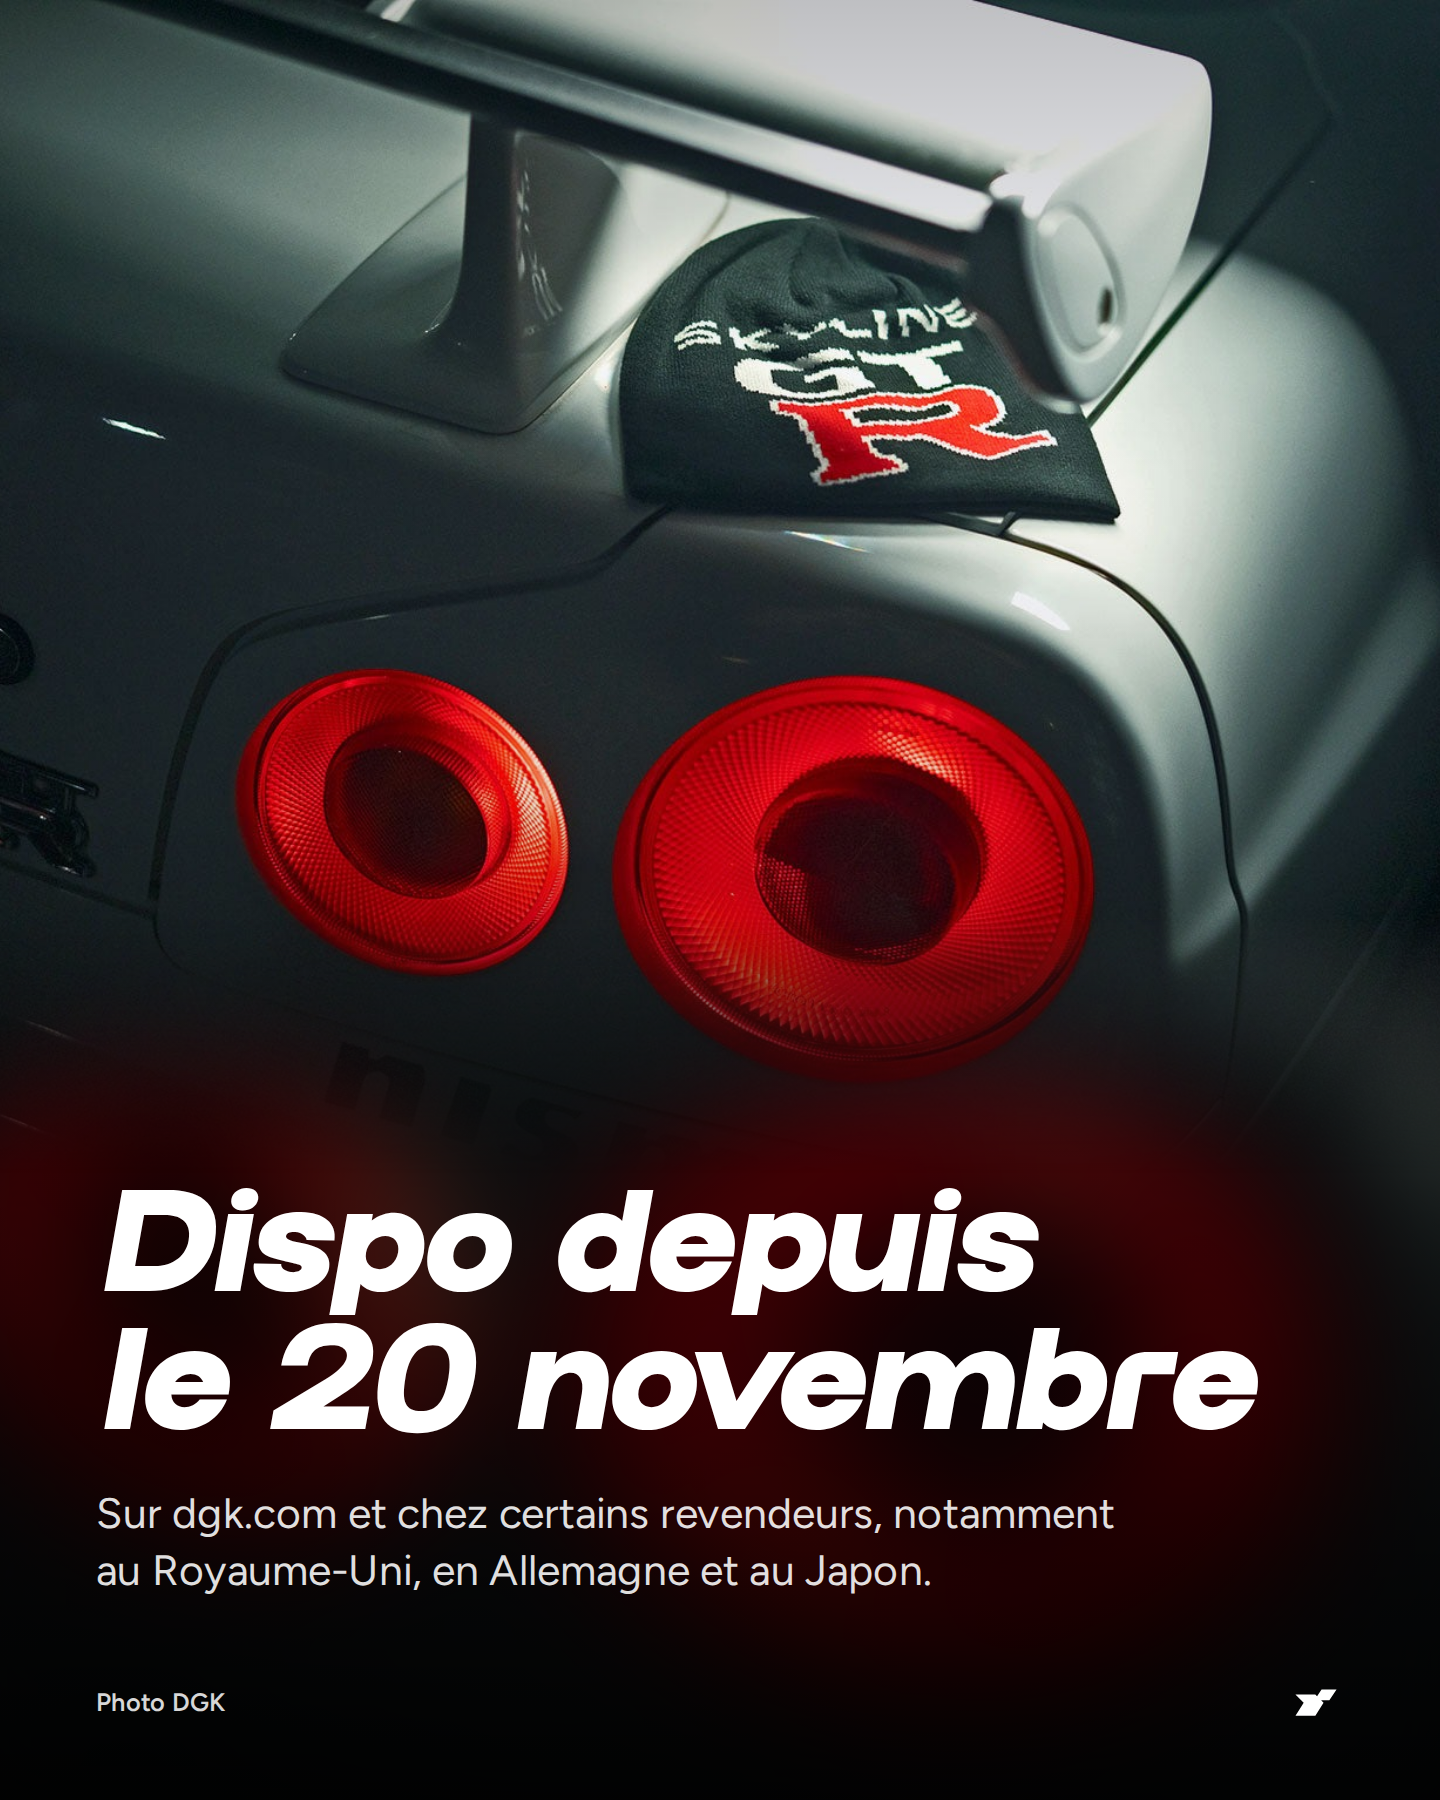 SKYLINE
GT
R
Dispo depuis
le 20 novembre
Sur dgk.com et chez certains revendeurs, notamment
au Royaume-Uni, en Allemagne et au Japon.
Photo DGK